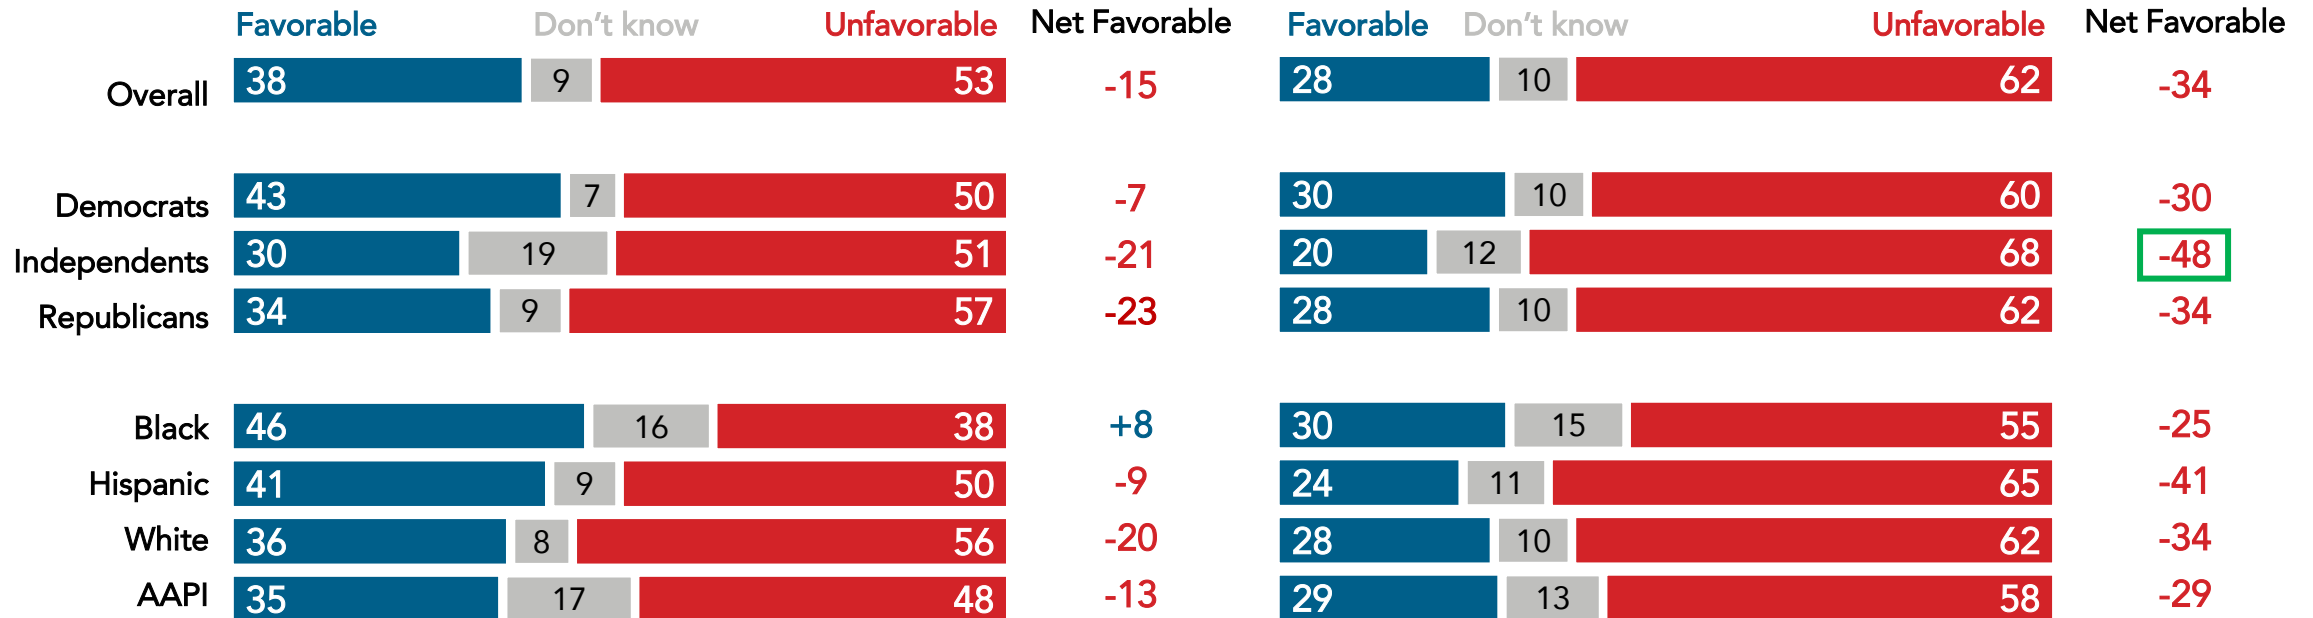 Favorable Don't know Unfavorable Net Favorable Favorable Don't know Unfavorable Net Favorable
Overall 38 9 53 -15 28 10 62 -34
Democrats 43 7 50 -7 30 10 60 -30
Independents 30 19 51 -21 20 12 68 -48
Republicans 34 9 57 -23 28 10 62 -34
Black 46 16 38 +8 30 15 55 -25
Hispanic 41 9 50 -9 24 11 65 -41
White 36 8 56 -20 28 10 62 -34
AAPI 35 17 48 -13 29 13 58 -29